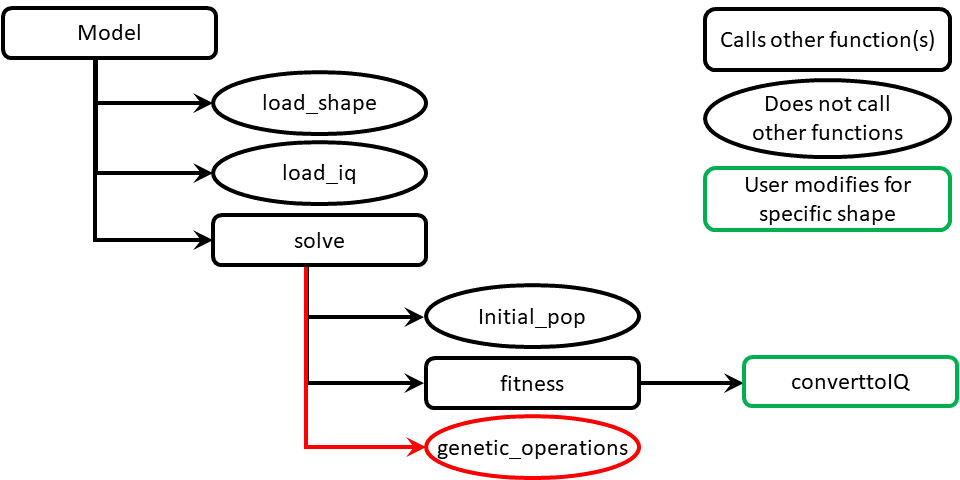 Model
load_shape
load_iq
solve
Initial_pop
fitness
converttoIQ
genetic_operations
Calls other function(s)
Does not call
other functions
User modifies for
specific shape